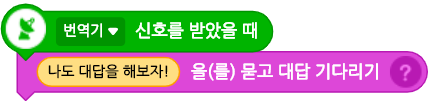 번역기 신호를 받았을 때
나도 대답을 해보자! 을(를) 묻고 대답 기다리기 ?